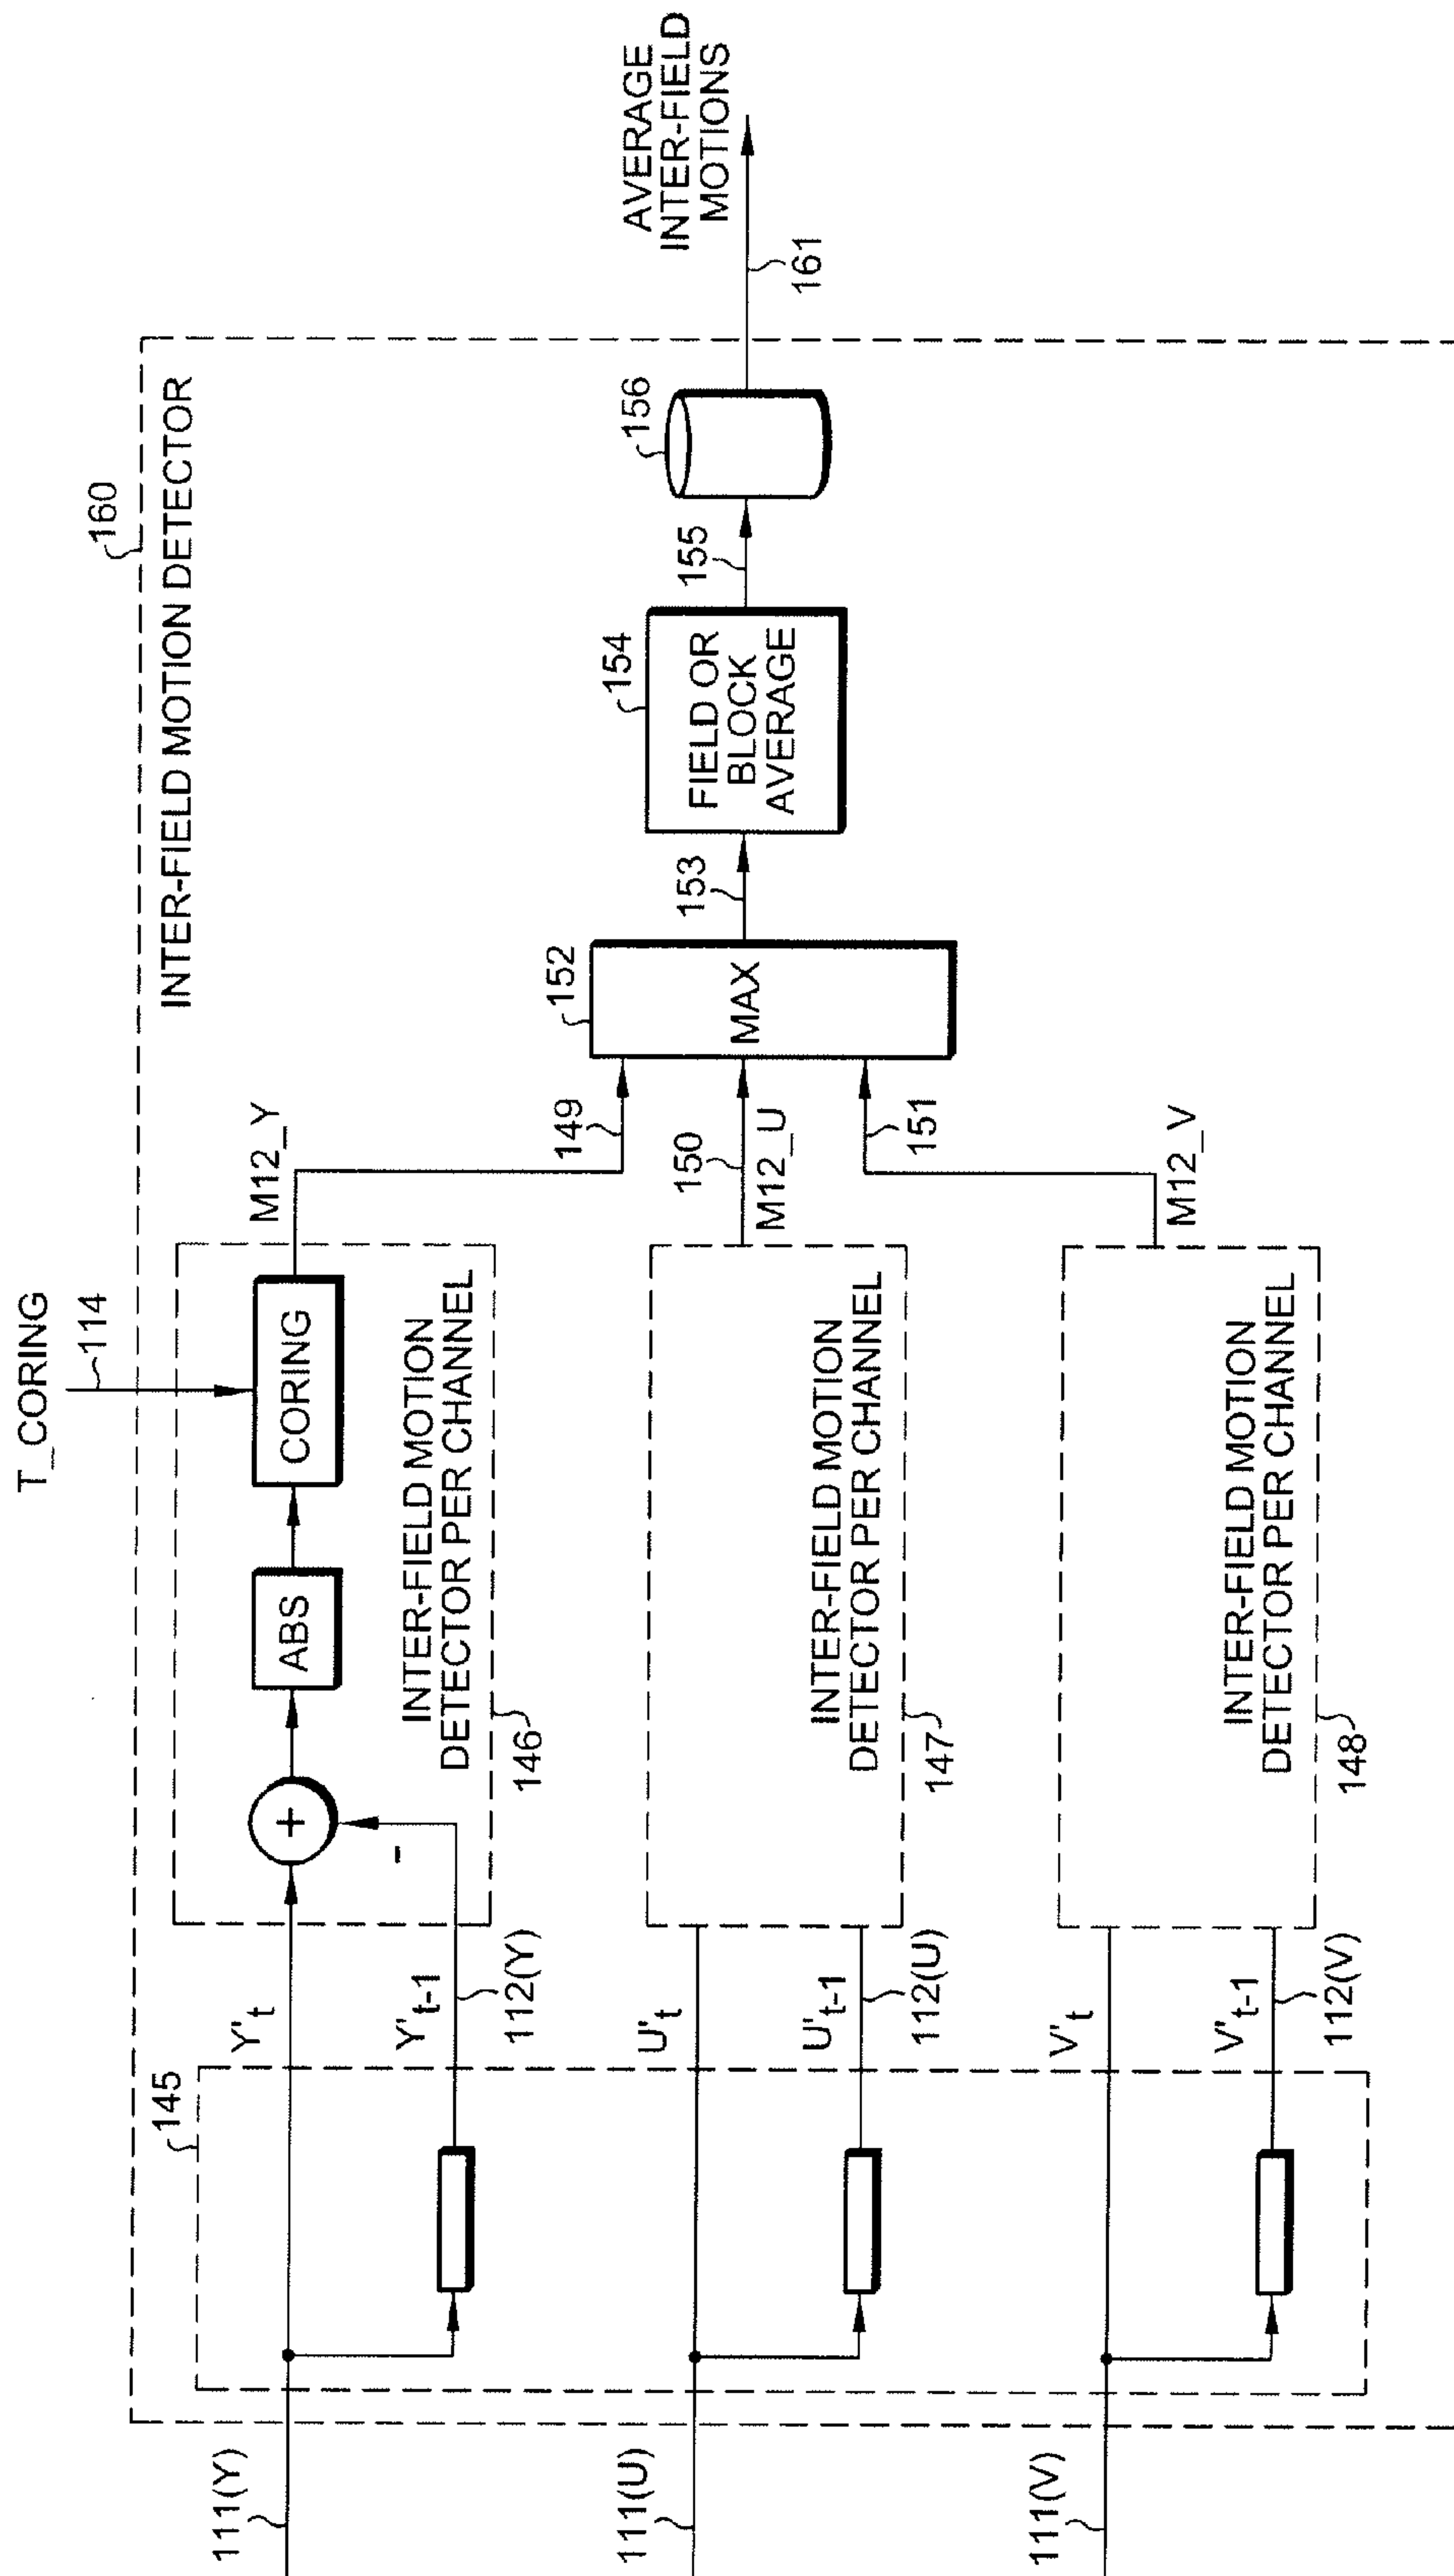 160
INTER-FIELD MOTION DETECTOR
T_CORING
114
145
111(Y)
Y't
Y't-1
112(Y)
+
-
ABS
CORING
INTER-FIELD MOTION
DETECTOR PER CHANNEL
146
M12_Y
149
111(U)
U't
U't-1
112(U)
INTER-FIELD MOTION
DETECTOR PER CHANNEL
147
150
M12_U
111(V)
V't
V't-1
112(V)
INTER-FIELD MOTION
DETECTOR PER CHANNEL
148
M12_V
151
152
MAX
153
154
FIELD OR
BLOCK
AVERAGE
155
156
161
AVERAGE
INTER-FIELD
MOTIONS